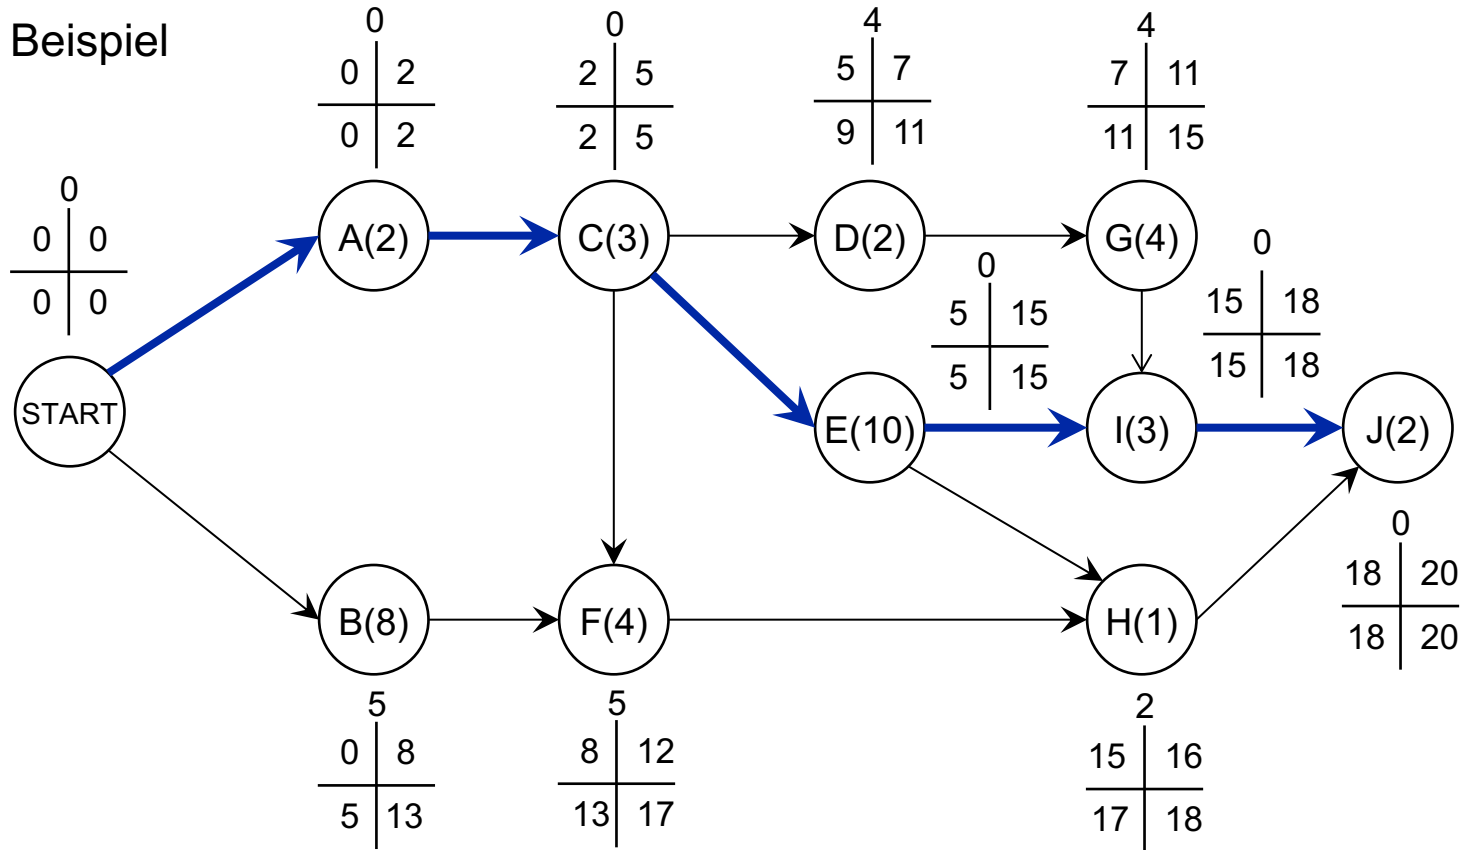 Beispiel
0
0 2
0 2
0
2 5
2 5
4
5 7
9 11
4
7 11
11 15
0
0 0
0 0
A(2)
C(3)
D(2)
G(4)
0
5 15
5 15
0
15 18
15 18
START
E(10)
I(3)
J(2)
0
18 20
18 20
B(8)
F(4)
H(1)
5
0 8
5 13
5
8 12
13 17
2
15 16
17 18